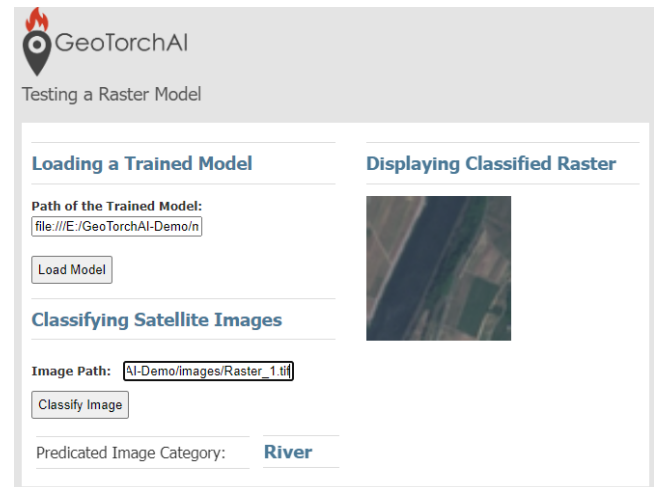 GeoTorchAI
Testing a Raster Model
Loading a Trained Model
Path of the Trained Model:
file:///E:/GeoTorchAI-Demo/n
Load Model
Classifying Satellite Images
Image Path: AI-Demo/images/Raster_1.tif
Classify Image
Predicated Image Category: River
Displaying Classified Raster